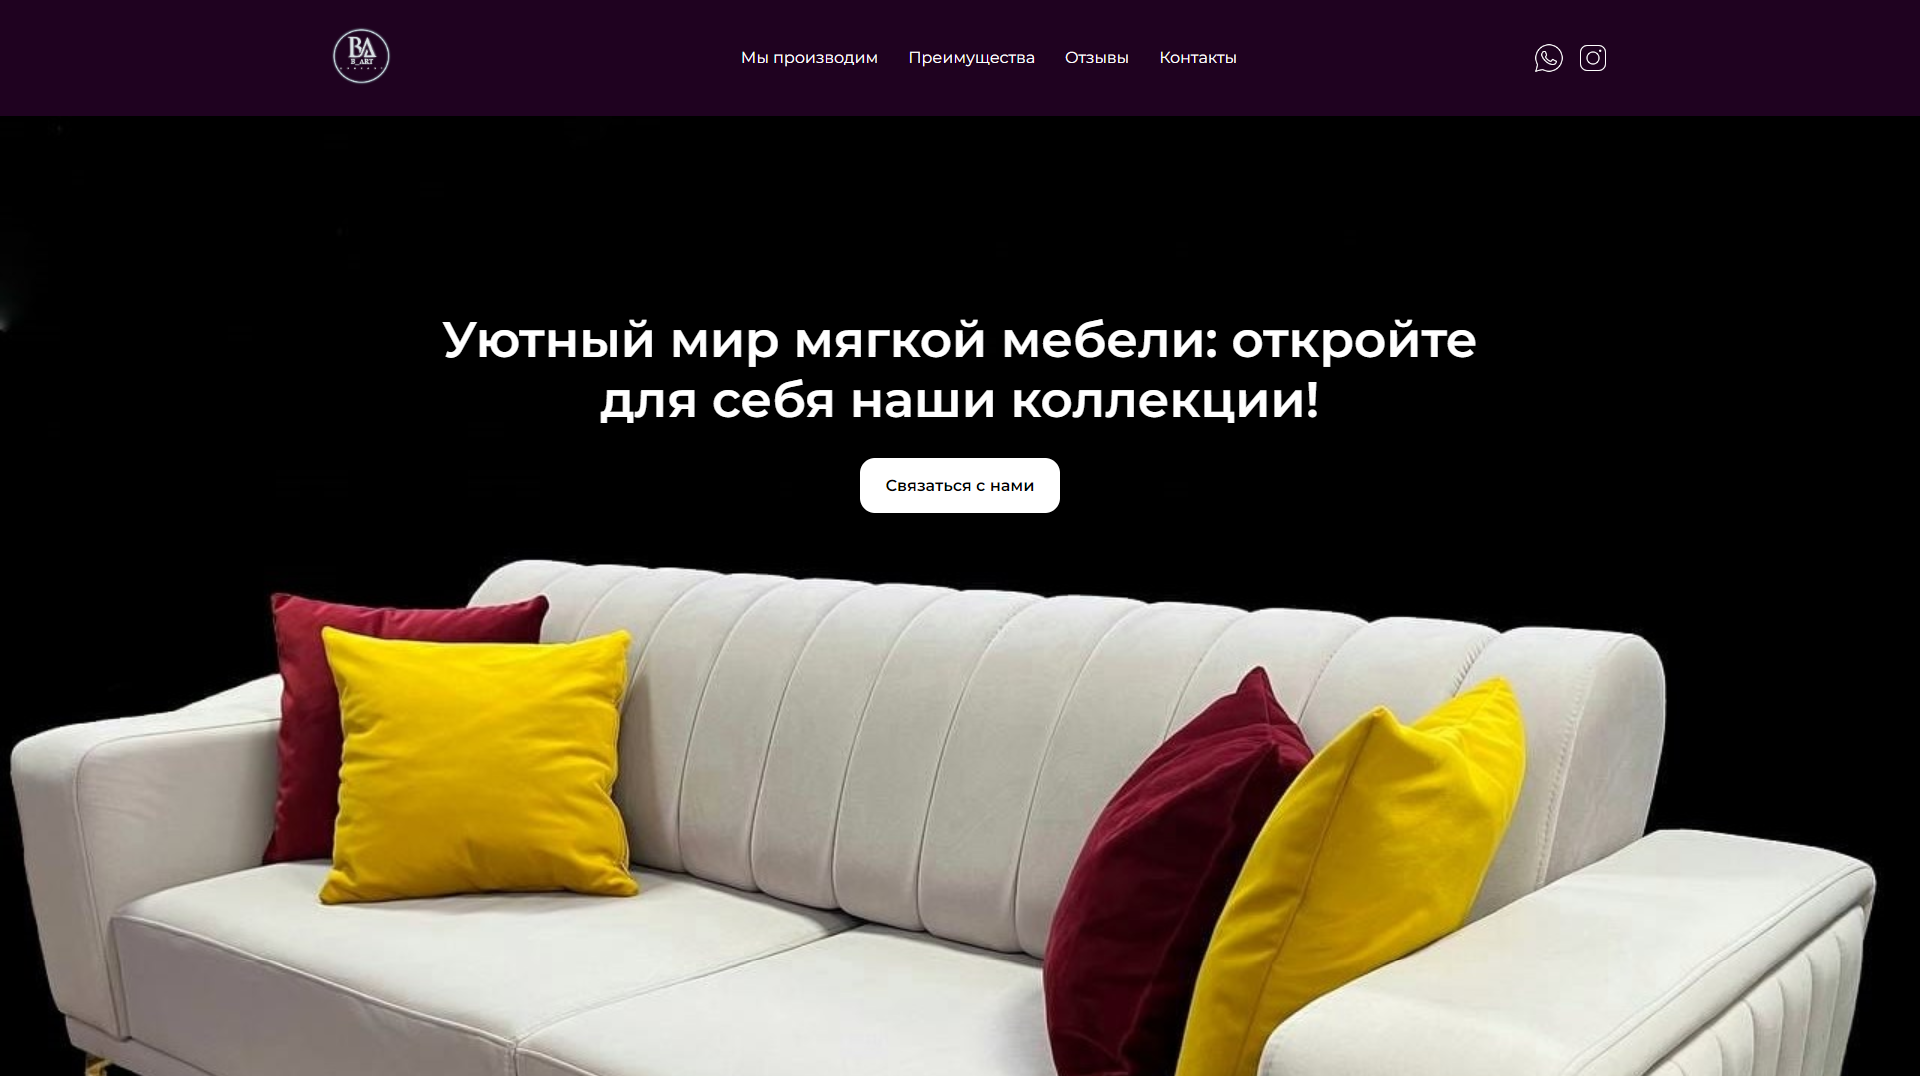 BA
B_ART
Мы производим
Преимущества
Отзывы
Контакты
Уютный мир мягкой мебели: откройте
для себя наши коллекции!
Связаться с нами